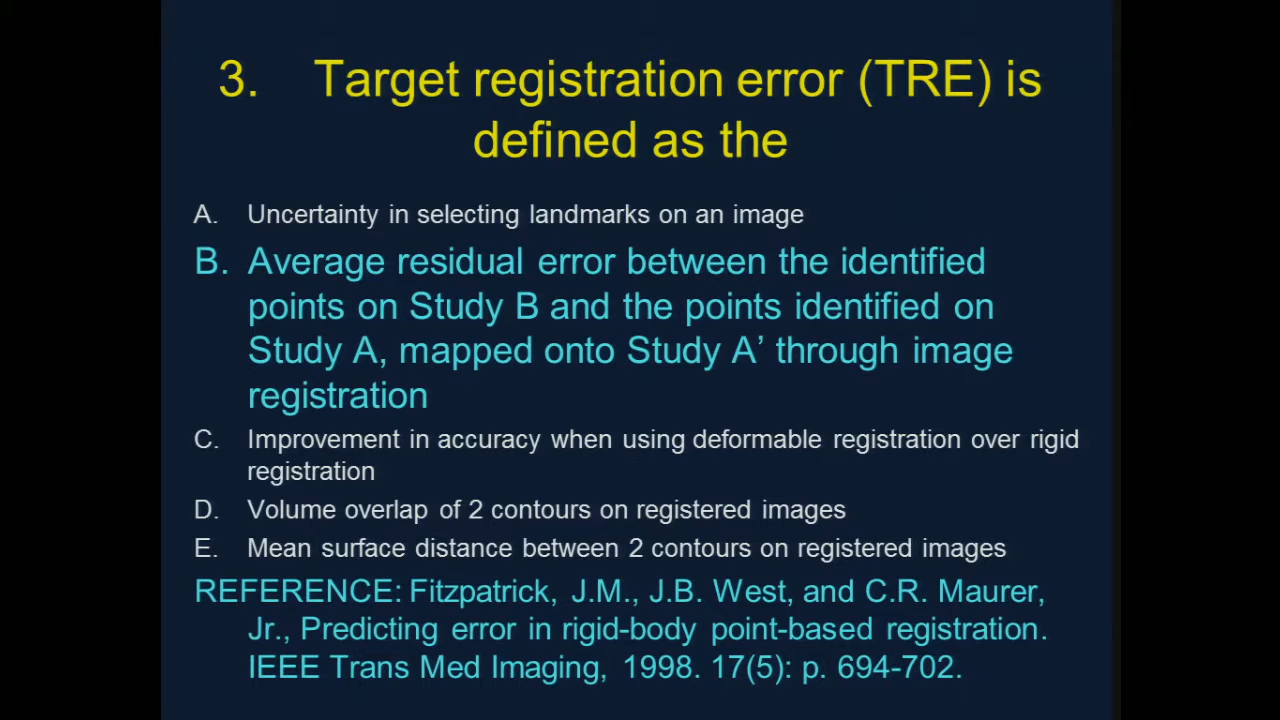 3. Target registration error (TRE) is
defined as the
A. Uncertainty in selecting landmarks on an image
B. Average residual error between the identified
points on Study B and the points identified on
Study A, mapped onto Study A’ through image
registration
C. Improvement in accuracy when using deformable registration over rigid
registration
D. Volume overlap of 2 contours on registered images
E. Mean surface distance between 2 contours on registered images
REFERENCE: Fitzpatrick, J.M., J.B. West, and C.R. Maurer,
Jr., Predicting error in rigid-body point-based registration.
IEEE Trans Med Imaging, 1998. 17(5): p. 694-702.